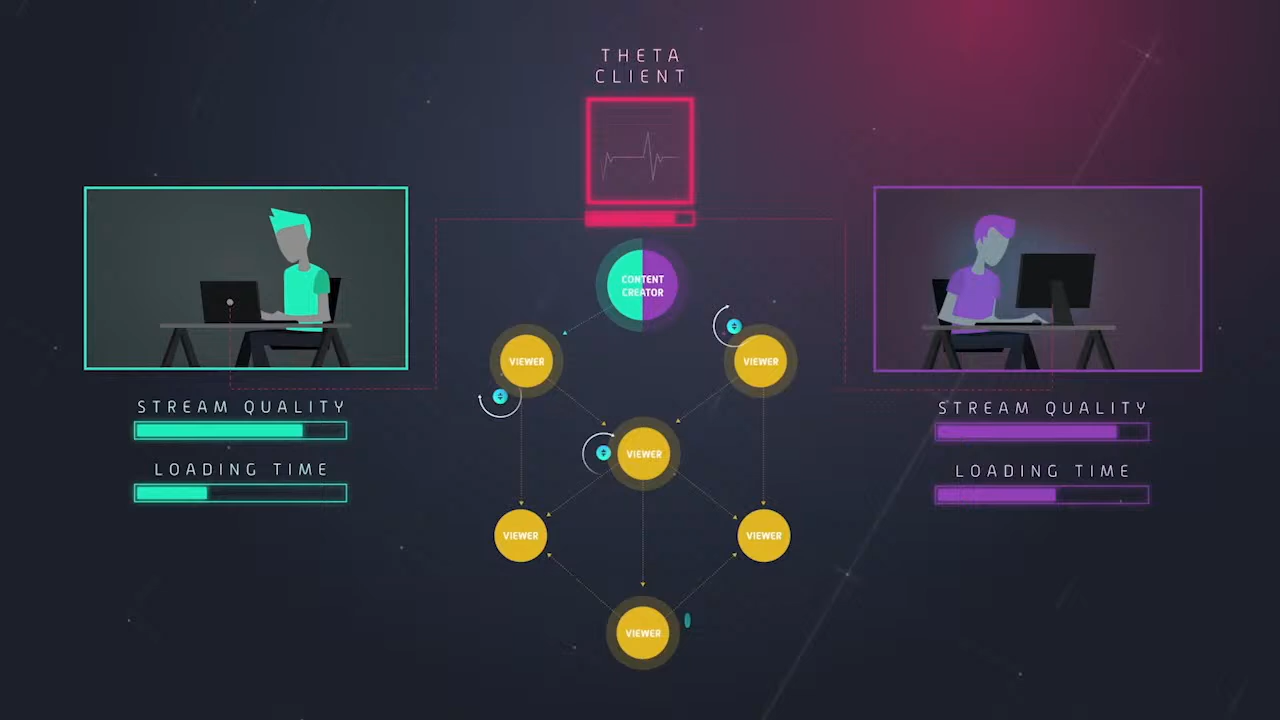 THETA
CLIENT
CONTENT
CREATOR
VIEWER
VIEWER
STREAM QUALITY
STREAM QUALITY
VIEWER
LOADING TIME
LOADING TIME
VIEWER
VIEWER
VIEWER